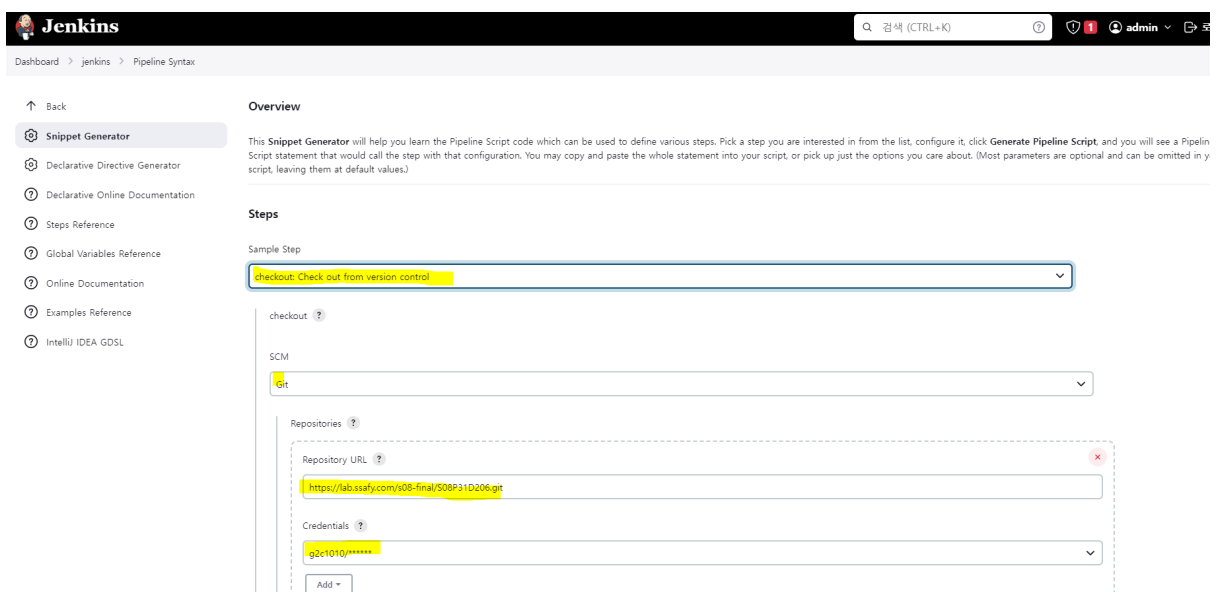 Jenkins
검색 (CTRL+K)
?
1
admin
Dashboard > jenkins > Pipeline Syntax
Back
Snippet Generator
Declarative Directive Generator
Declarative Online Documentation
Steps Reference
Global Variables Reference
Online Documentation
Examples Reference
IntelliJ IDEA GDSL
Overview
This Snippet Generator will help you learn the Pipeline Script code which can be used to define various steps. Pick a step you are interested in from the list, configure it, click Generate Pipeline Script, and you will see a Pipelin
Script statement that would call the step with that configuration. You may copy and paste the whole statement into your script, or pick up just the options you care about. (Most parameters are optional and can be omitted in y
script, leaving them at default values.)
Steps
Sample Step
checkout: Check out from version control
checkout ?
SCM
Git
Repositories ?
Repository URL ?
https://lab.ssafy.com/s08-final/S08P31D206.git
Credentials ?
g2c1010/******
Add